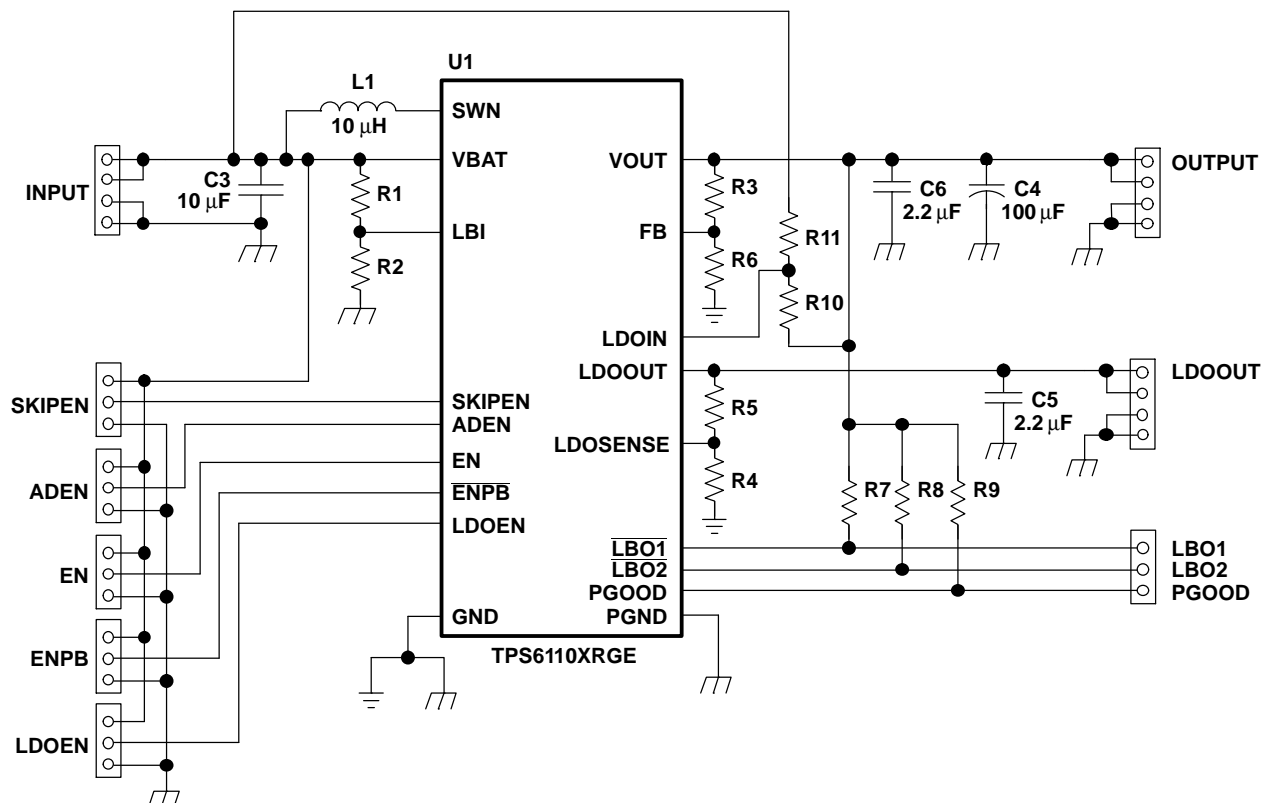 U1
L1
10 μH
SWN
VBAT
VOUT
OUTPUT
INPUT
C3
10 μF
R1
R3
C6
2.2 μF
C4
100 μF
LBI
FB
R11
R2
R6
R10
LDOIN
LDOOUT
LDOOUT
SKIPEN
SKIPEN
R5
C5
2.2 μF
ADEN
LDOSENSE
EN
ADEN
R4
R7
R8
R9
ENPB
LDOEN
LBO1
LBO1
EN
LBO2
LBO2
PGOOD
PGOOD
GND
PGND
ENPB
TPS6110XRGE
LDOEN